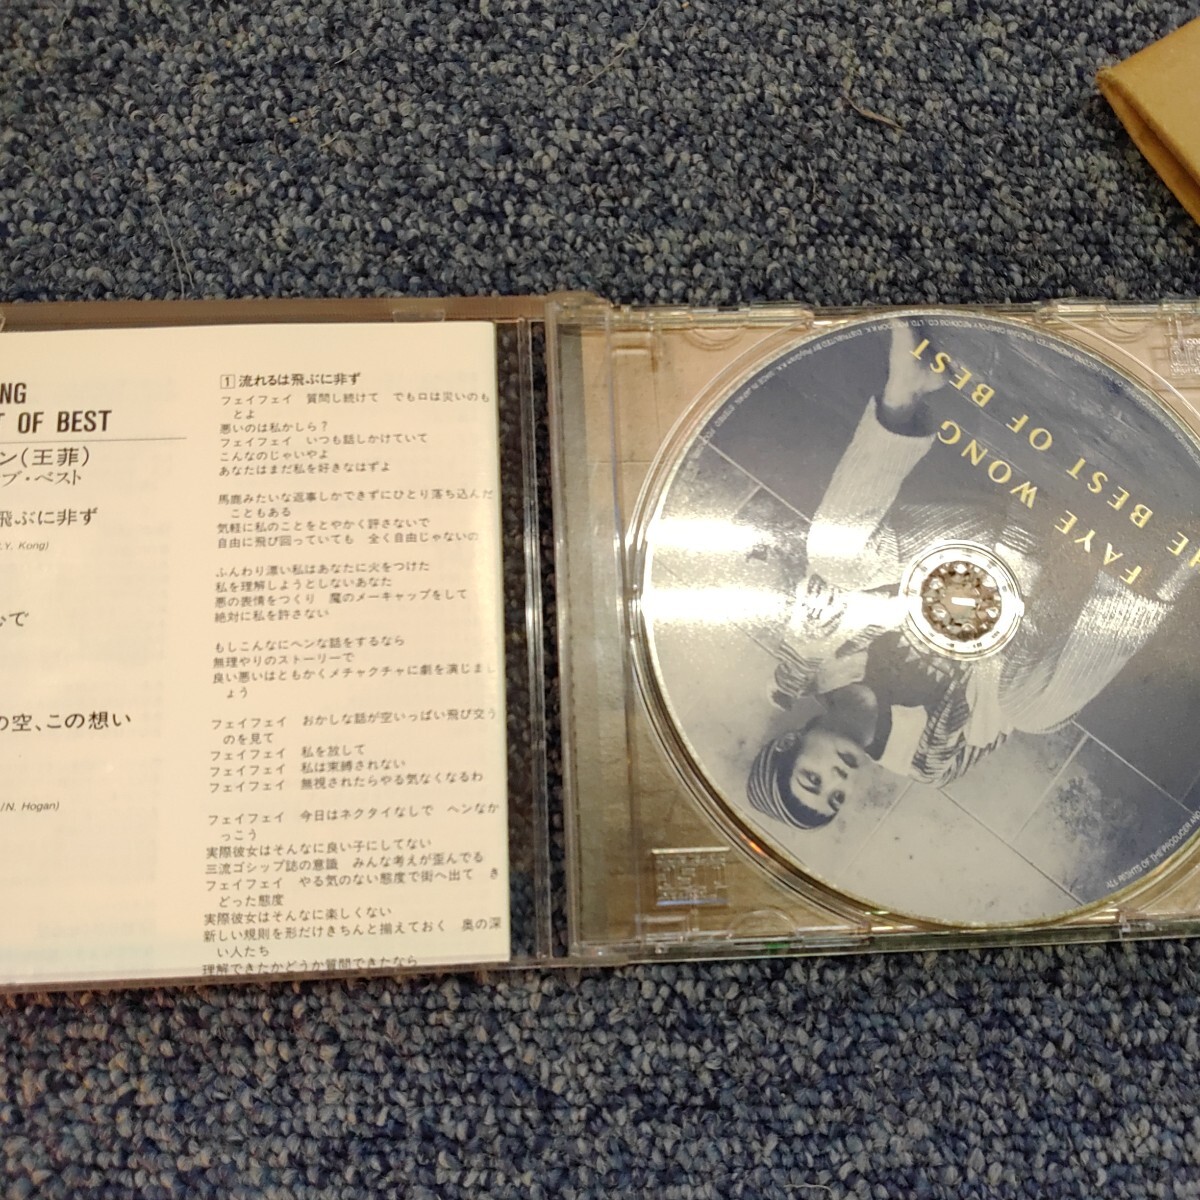 NG
T OF BEST
ン(王菲)
ブ・ベスト
飛ぶに非ず
.Y. Kong)
で
の空、この想い
/N. Hogan)
1 流れるは飛ぶに非ず
フェイフェイ 質問し続けて でも口は災いのも
とよ
悪いのは私かしら?
フェイフェイ いつも話しかけていて
こんなのじゃいやよ
あなたはまだ私を好きなはずよ
馬鹿みたいな返事しかできずにひとり落ち込んだ
こともある
気軽に私のことをとやかく許さないで
自由に飛び回っていても 全く自由じゃないの
ふんわり漂い私はあなたに火をつけた
私を理解しようとしないあなた
悪の表情をつくり 魔のメーキャップをして
絶対に私を許さない
もしこんなにヘンな話をするなら
無理やりのストーリーで
良い悪いはともかくメチャクチャに劇を演じまし
ょう
フェイフェイ おかしな話が空いっぱい飛び交う
のを見て
フェイフェイ 私を放して
フェイフェイ 私は束縛されない
フェイフェイ 無視されたらやる気なくなるわ
フェイフェイ 今日はネクタイなしで ヘンなか
っこう
実際彼女はそんなに良い子にしてない
三流ゴシップ誌の意識 みんな考えが歪んでる
フェイフェイ やる気のない態度で街へ出て き
どった態度
実際彼女はそんなに楽しくない
新しい規則を形だけきちんと揃えておく 奥の深
い人たち
理解できたかどうか質問できたなら
FAYE WONG
HE BEST OF BEST